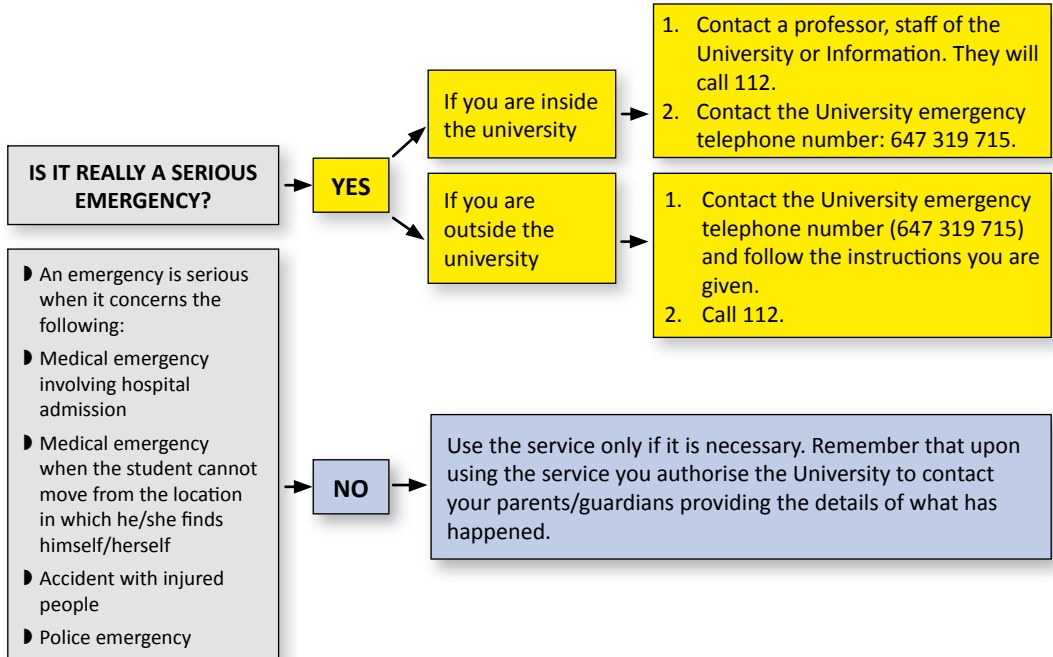 IS IT REALLY A SERIOUS
EMERGENCY?
◗ An emergency is serious
when it concerns the
following:
◗ Medical emergency
involving hospital
admission
◗ Medical emergency
when the student cannot
move from the location
in which he/she finds
himself/herself
◗ Accident with injured
people
◗ Police emergency
YES
If you are inside
the university
1. Contact a professor, staff of the
University or Information. They will
call 112.
2. Contact the University emergency
telephone number: 647 319 715.
If you are
outside the
university
1. Contact the University emergency
telephone number (647 319 715)
and follow the instructions you are
given.
2. Call 112.
NO
Use the service only if it is necessary. Remember that upon
using the service you authorise the University to contact
your parents/guardians providing the details of what has
happened.